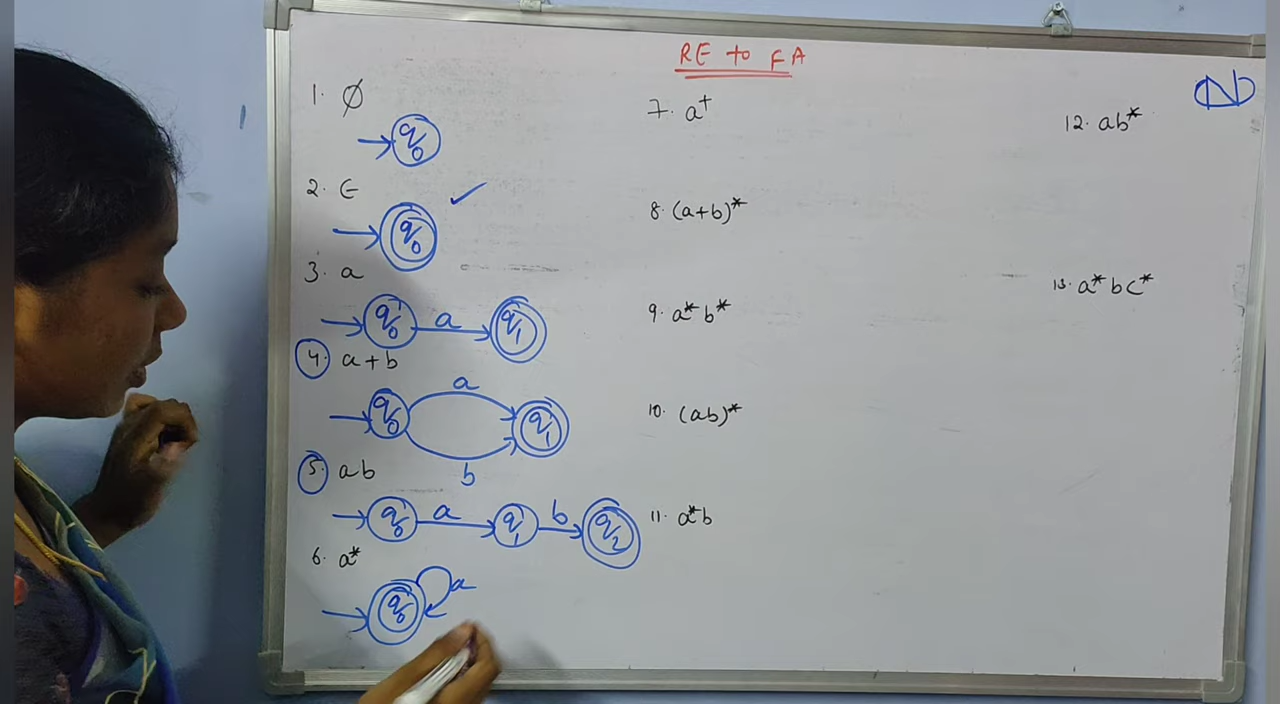 RE to FA
1. ∅
q0
2. ∈
q0
3. a
q0 a q1
4. a+b
q0 a b q1
5. ab
q0 a q1 b q2
6. a*
q0 a
7. a⁺
8. (a+b)*
9. a*b*
10. (ab)*
11. a*b
12. ab*
13. a*bc*